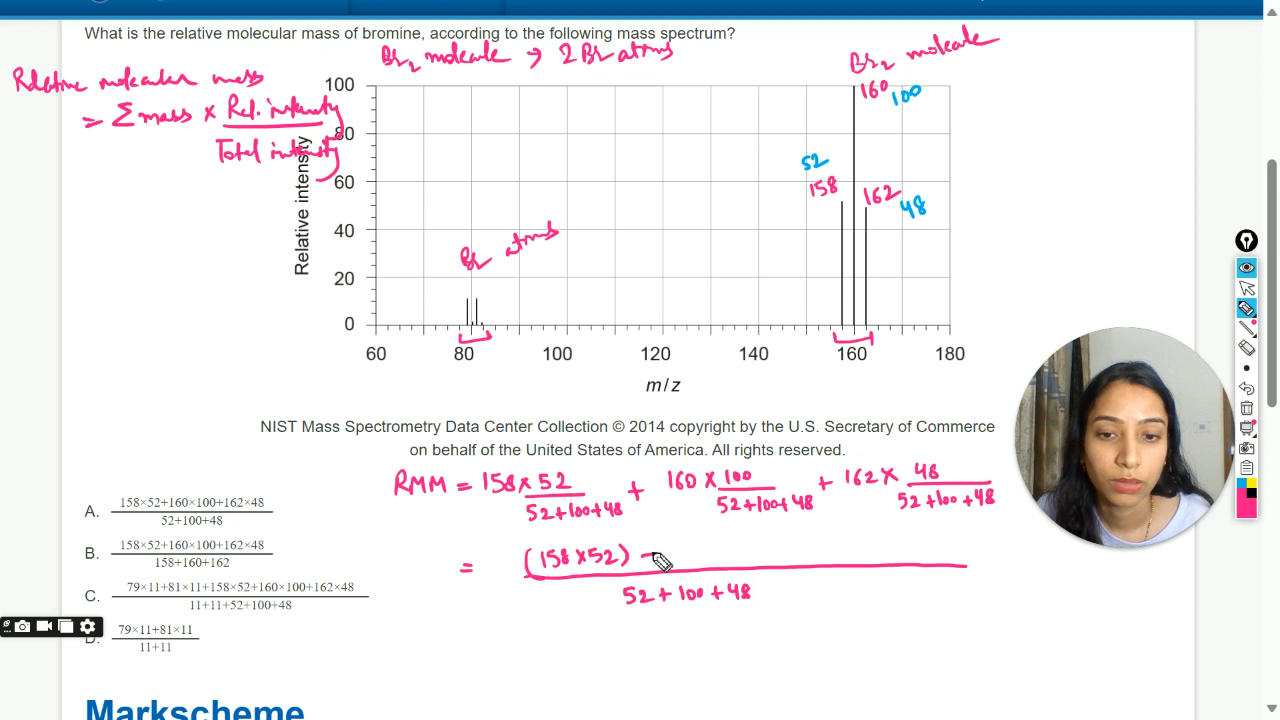 What is the relative molecular mass of bromine, according to the following mass spectrum?
Br₂ molecule → 2 Br atoms
Br₂ molecule
Relative molecular mass
= Σ mass × Rel. intensity
Total intensity
100
80
60
40
20
0
Relative intensity
160 100
52
158
162 48
Br atoms
60 80 100 120 140 160 180
m/z
NIST Mass Spectrometry Data Center Collection © 2014 copyright by the U.S. Secretary of Commerce
on behalf of the United States of America. All rights reserved.
RMM = 158 × 52 + 160 × 100 + 162 × 48
52+100+48 52+100+48 52+100+48
= (158 × 52) –
52 + 100 + 48
A. 158×52+160×100+162×48
52+100+48
B. 158×52+160×100+162×48
158+160+162
C. 79×11+81×11+158×52+160×100+162×48
11+11+52+100+48
D. 79×11+81×11
11+11
Markscheme